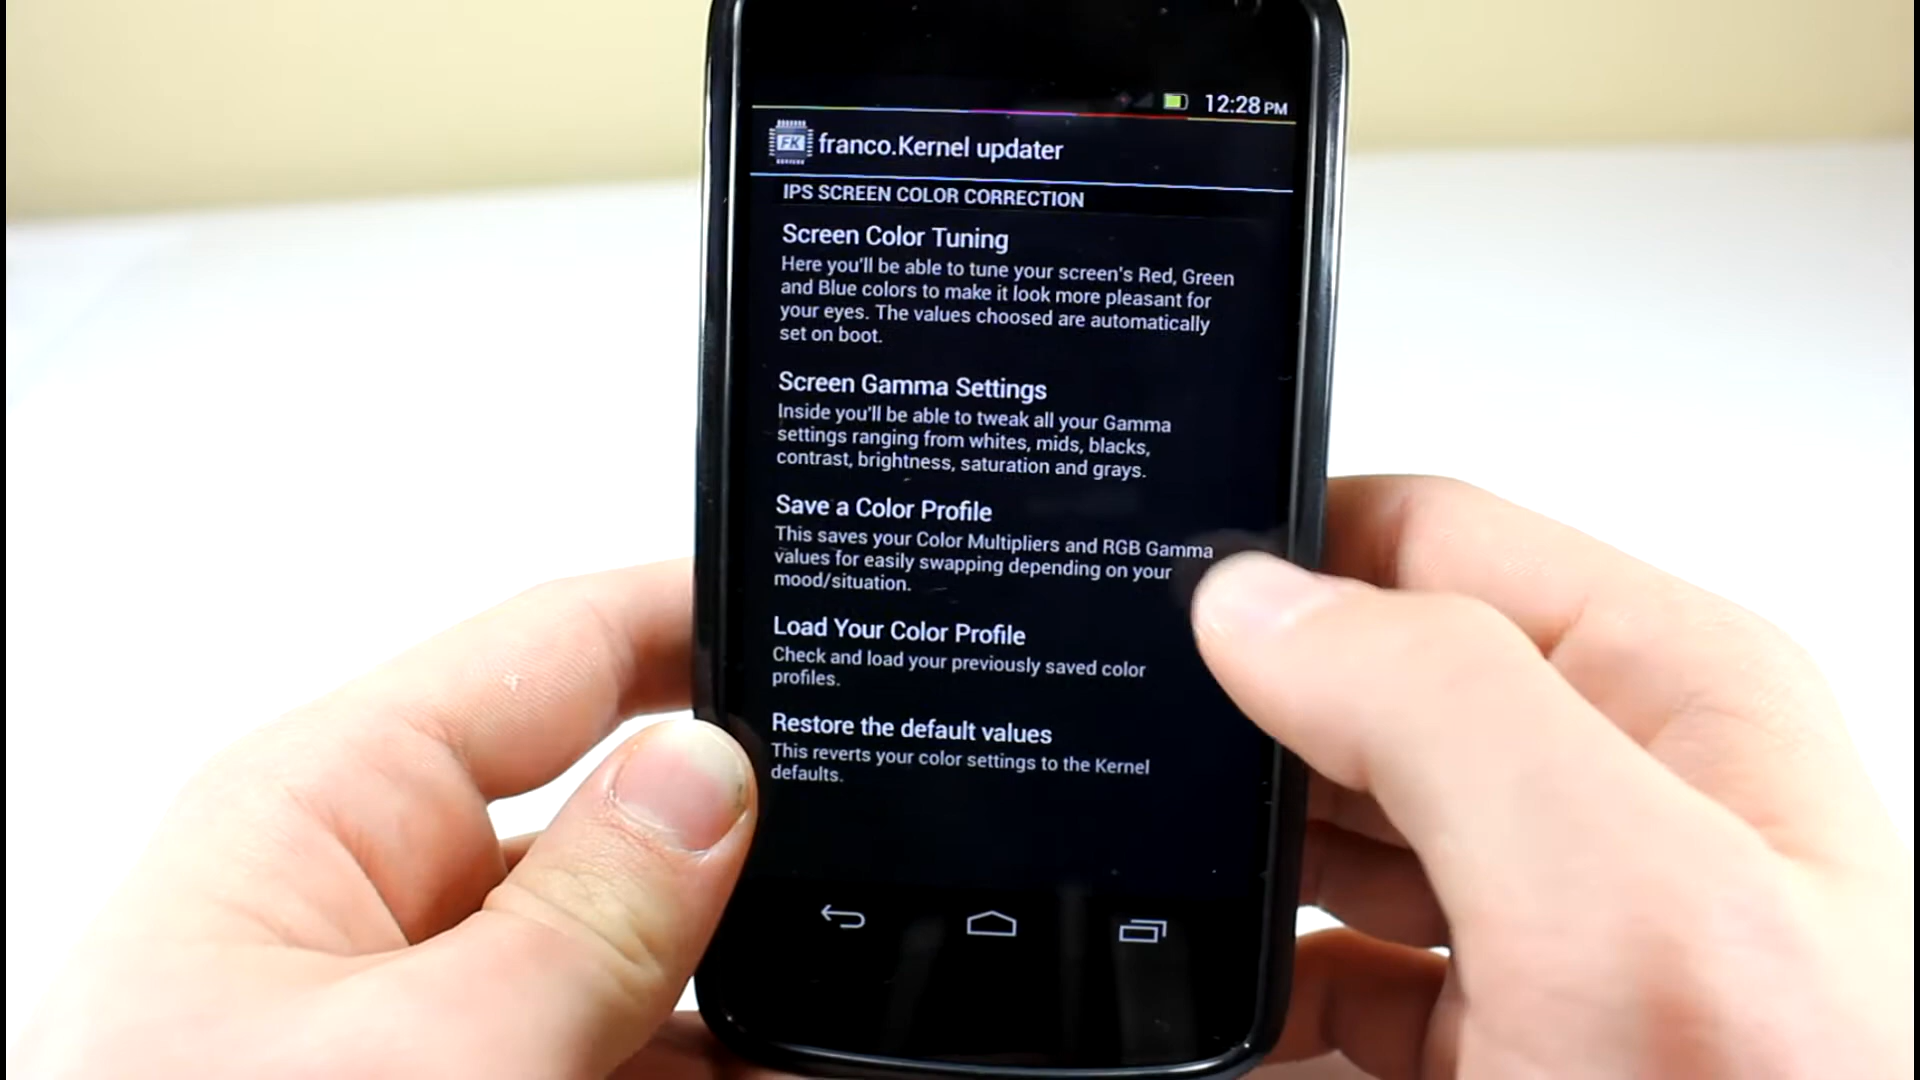 12:28 PM
FK franco.Kernel updater
IPS SCREEN COLOR CORRECTION
Screen Color Tuning
Here you'll be able to tune your screen's Red, Green
and Blue colors to make it look more pleasant for
your eyes. The values choosed are automatically
set on boot.
Screen Gamma Settings
Inside you'll be able to tweak all your Gamma
settings ranging from whites, mids, blacks,
contrast, brightness, saturation and grays.
Save a Color Profile
This saves your Color Multipliers and RGB Gamma
values for easily swapping depending on your
mood/situation.
Load Your Color Profile
Check and load your previously saved color
profiles.
Restore the default values
This reverts your color settings to the Kernel
defaults.